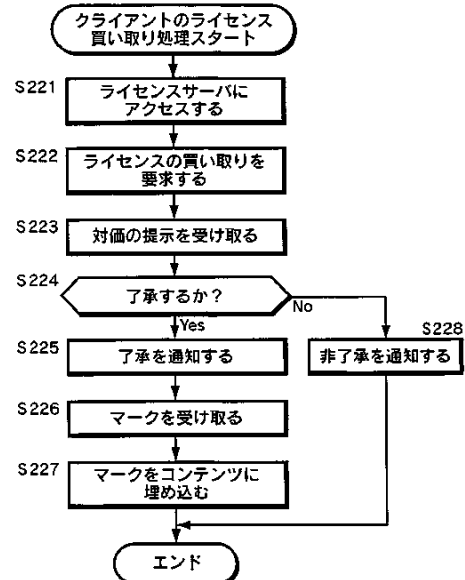 クライアントのライセンス
買い取り処理スタート
S221
ライセンスサーバに
アクセスする
S222
ライセンスの買い取りを
要求する
S223
対価の提示を受け取る
S224
了承するか？
No
Yes
S225
了承を通知する
S228
非了承を通知する
S226
マークを受け取る
S227
マークをコンテンツに
埋め込む
エンド